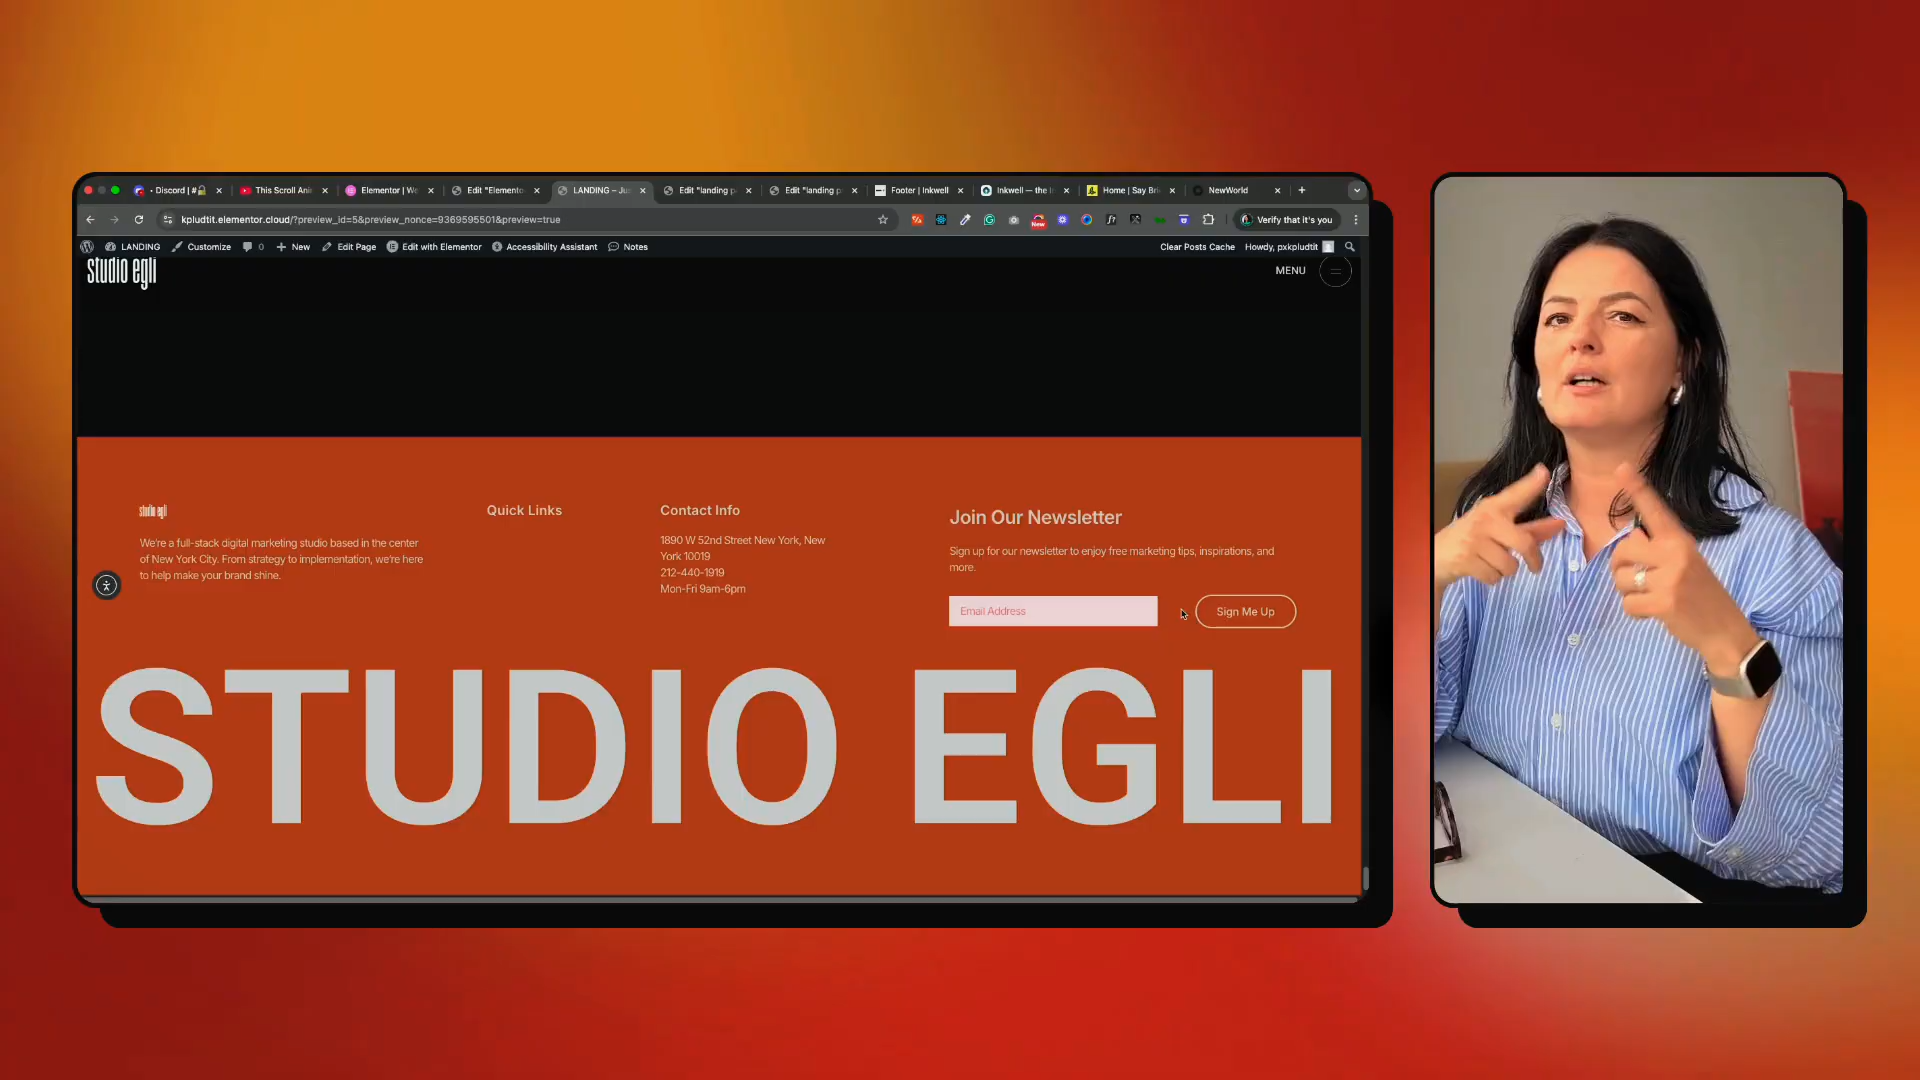 Discord | #
This Scroll Ani
Elementor | We
Edit "Elemento
LANDING – Ju
Edit "landing p
Edit "landing p
Footer | Inkwell
Inkwell — the I
Home | Say Bri
NewWorld
kpludtit.elementor.cloud/?preview_id=5&preview_nonce=9369595501&preview=true
New
Verify that it's you
LANDING
Customize
0
New
Edit Page
Edit with Elementor
Accessibility Assistant
Notes
Clear Posts Cache
Howdy, pxkpludtit
studio egli
MENU
studio egli
We're a full-stack digital marketing studio based in the center
of New York City. From strategy to implementation, we're here
to help make your brand shine.
Quick Links
Contact Info
1890 W 52nd Street New York, New
York 10019
212-440-1919
Mon-Fri 9am-6pm
Join Our Newsletter
Sign up for our newsletter to enjoy free marketing tips, inspirations, and
more.
Email Address
Sign Me Up
STUDIO EGLI